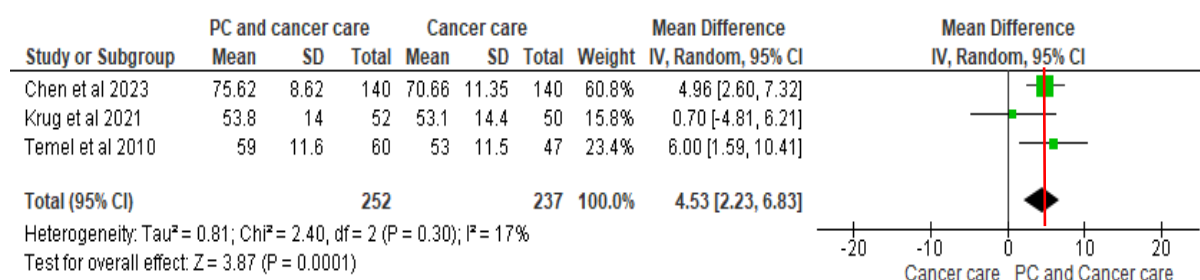 PC and cancer care Cancer care Mean Difference Mean Difference
Study or Subgroup Mean SD Total Mean SD Total Weight IV, Random, 95% CI IV, Random, 95% CI
Chen et al 2023 75.62 8.62 140 70.66 11.35 140 60.8% 4.96 [2.60, 7.32]
Krug et al 2021 53.8 14 52 53.1 14.4 50 15.8% 0.70 [-4.81, 6.21]
Temel et al 2010 59 11.6 60 53 11.5 47 23.4% 6.00 [1.59, 10.41]
Total (95% CI) 252 237 100.0% 4.53 [2.23, 6.83]
Heterogeneity: Tau² = 0.81; Chi² = 2.40, df = 2 (P = 0.30); I² = 17%
Test for overall effect: Z = 3.87 (P = 0.0001)
-20 -10 0 10 20
Cancer care PC and Cancer care